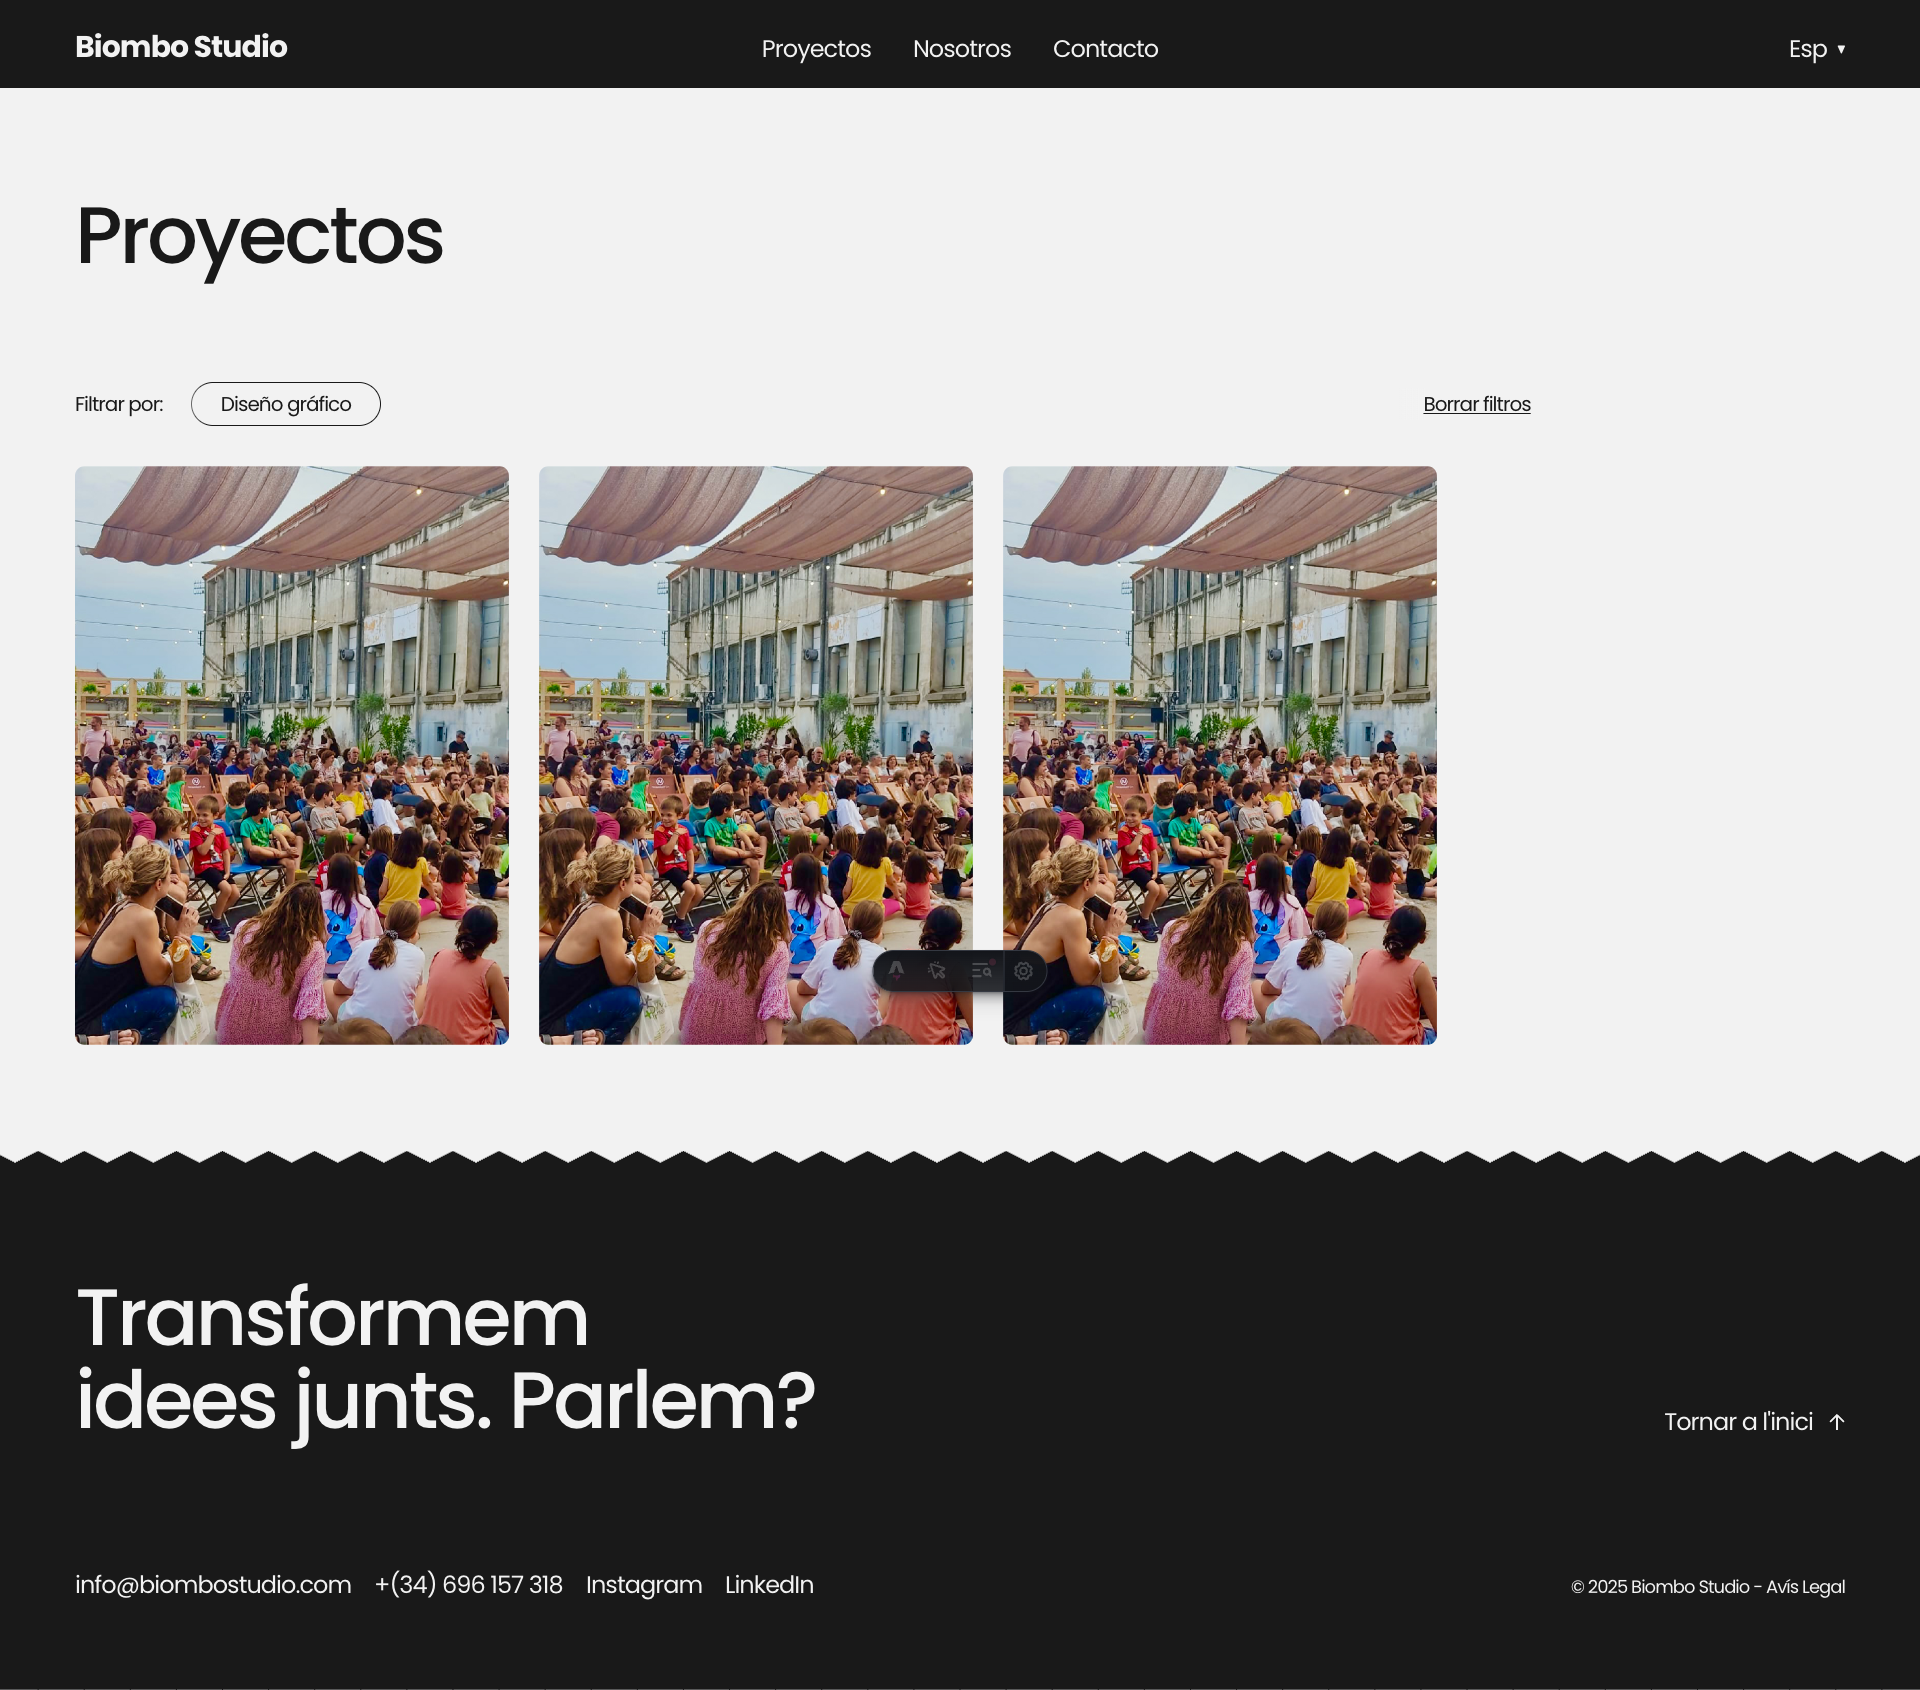 Biombo Studio
Proyectos Nosotros Contacto
Esp ▾
Proyectos
Filtrar por: Diseño gráfico
Borrar filtros
Transformem
idees junts. Parlem?
Tornar a l'inici ↑
info@biombostudio.com +(34) 696 157 318 Instagram LinkedIn
© 2025 Biombo Studio - Avís Legal